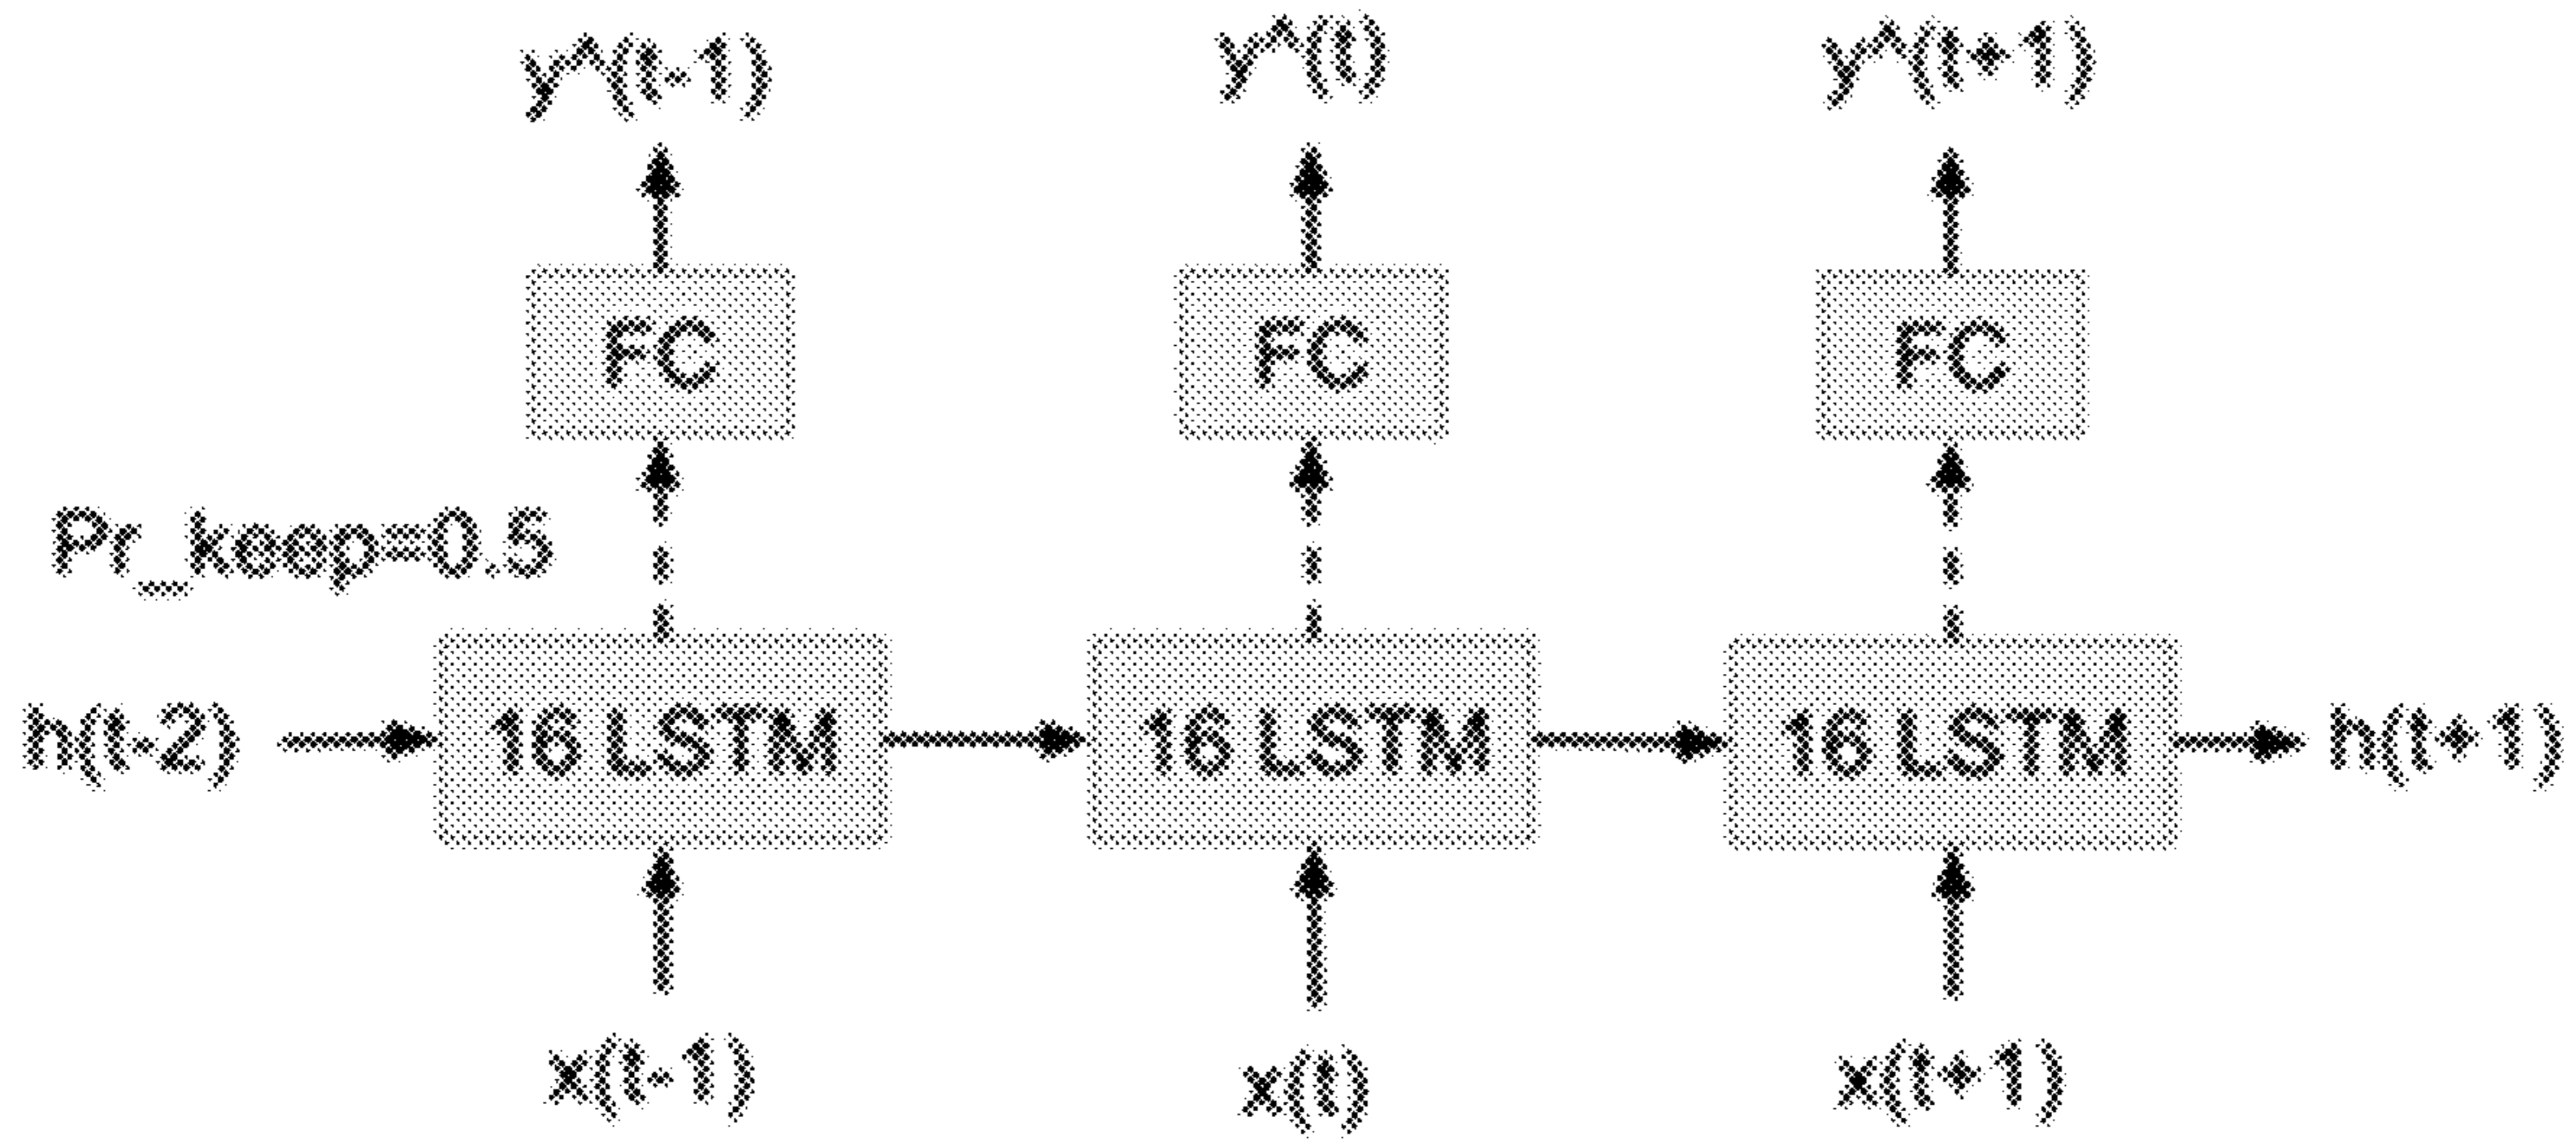 y^(t-1) y^(t) y^(t+1)
FC FC FC
Pr_keep=0.5
h(t-2) 16 LSTM 16 LSTM 16 LSTM h(t+1)
x(t-1) x(t) x(t+1)